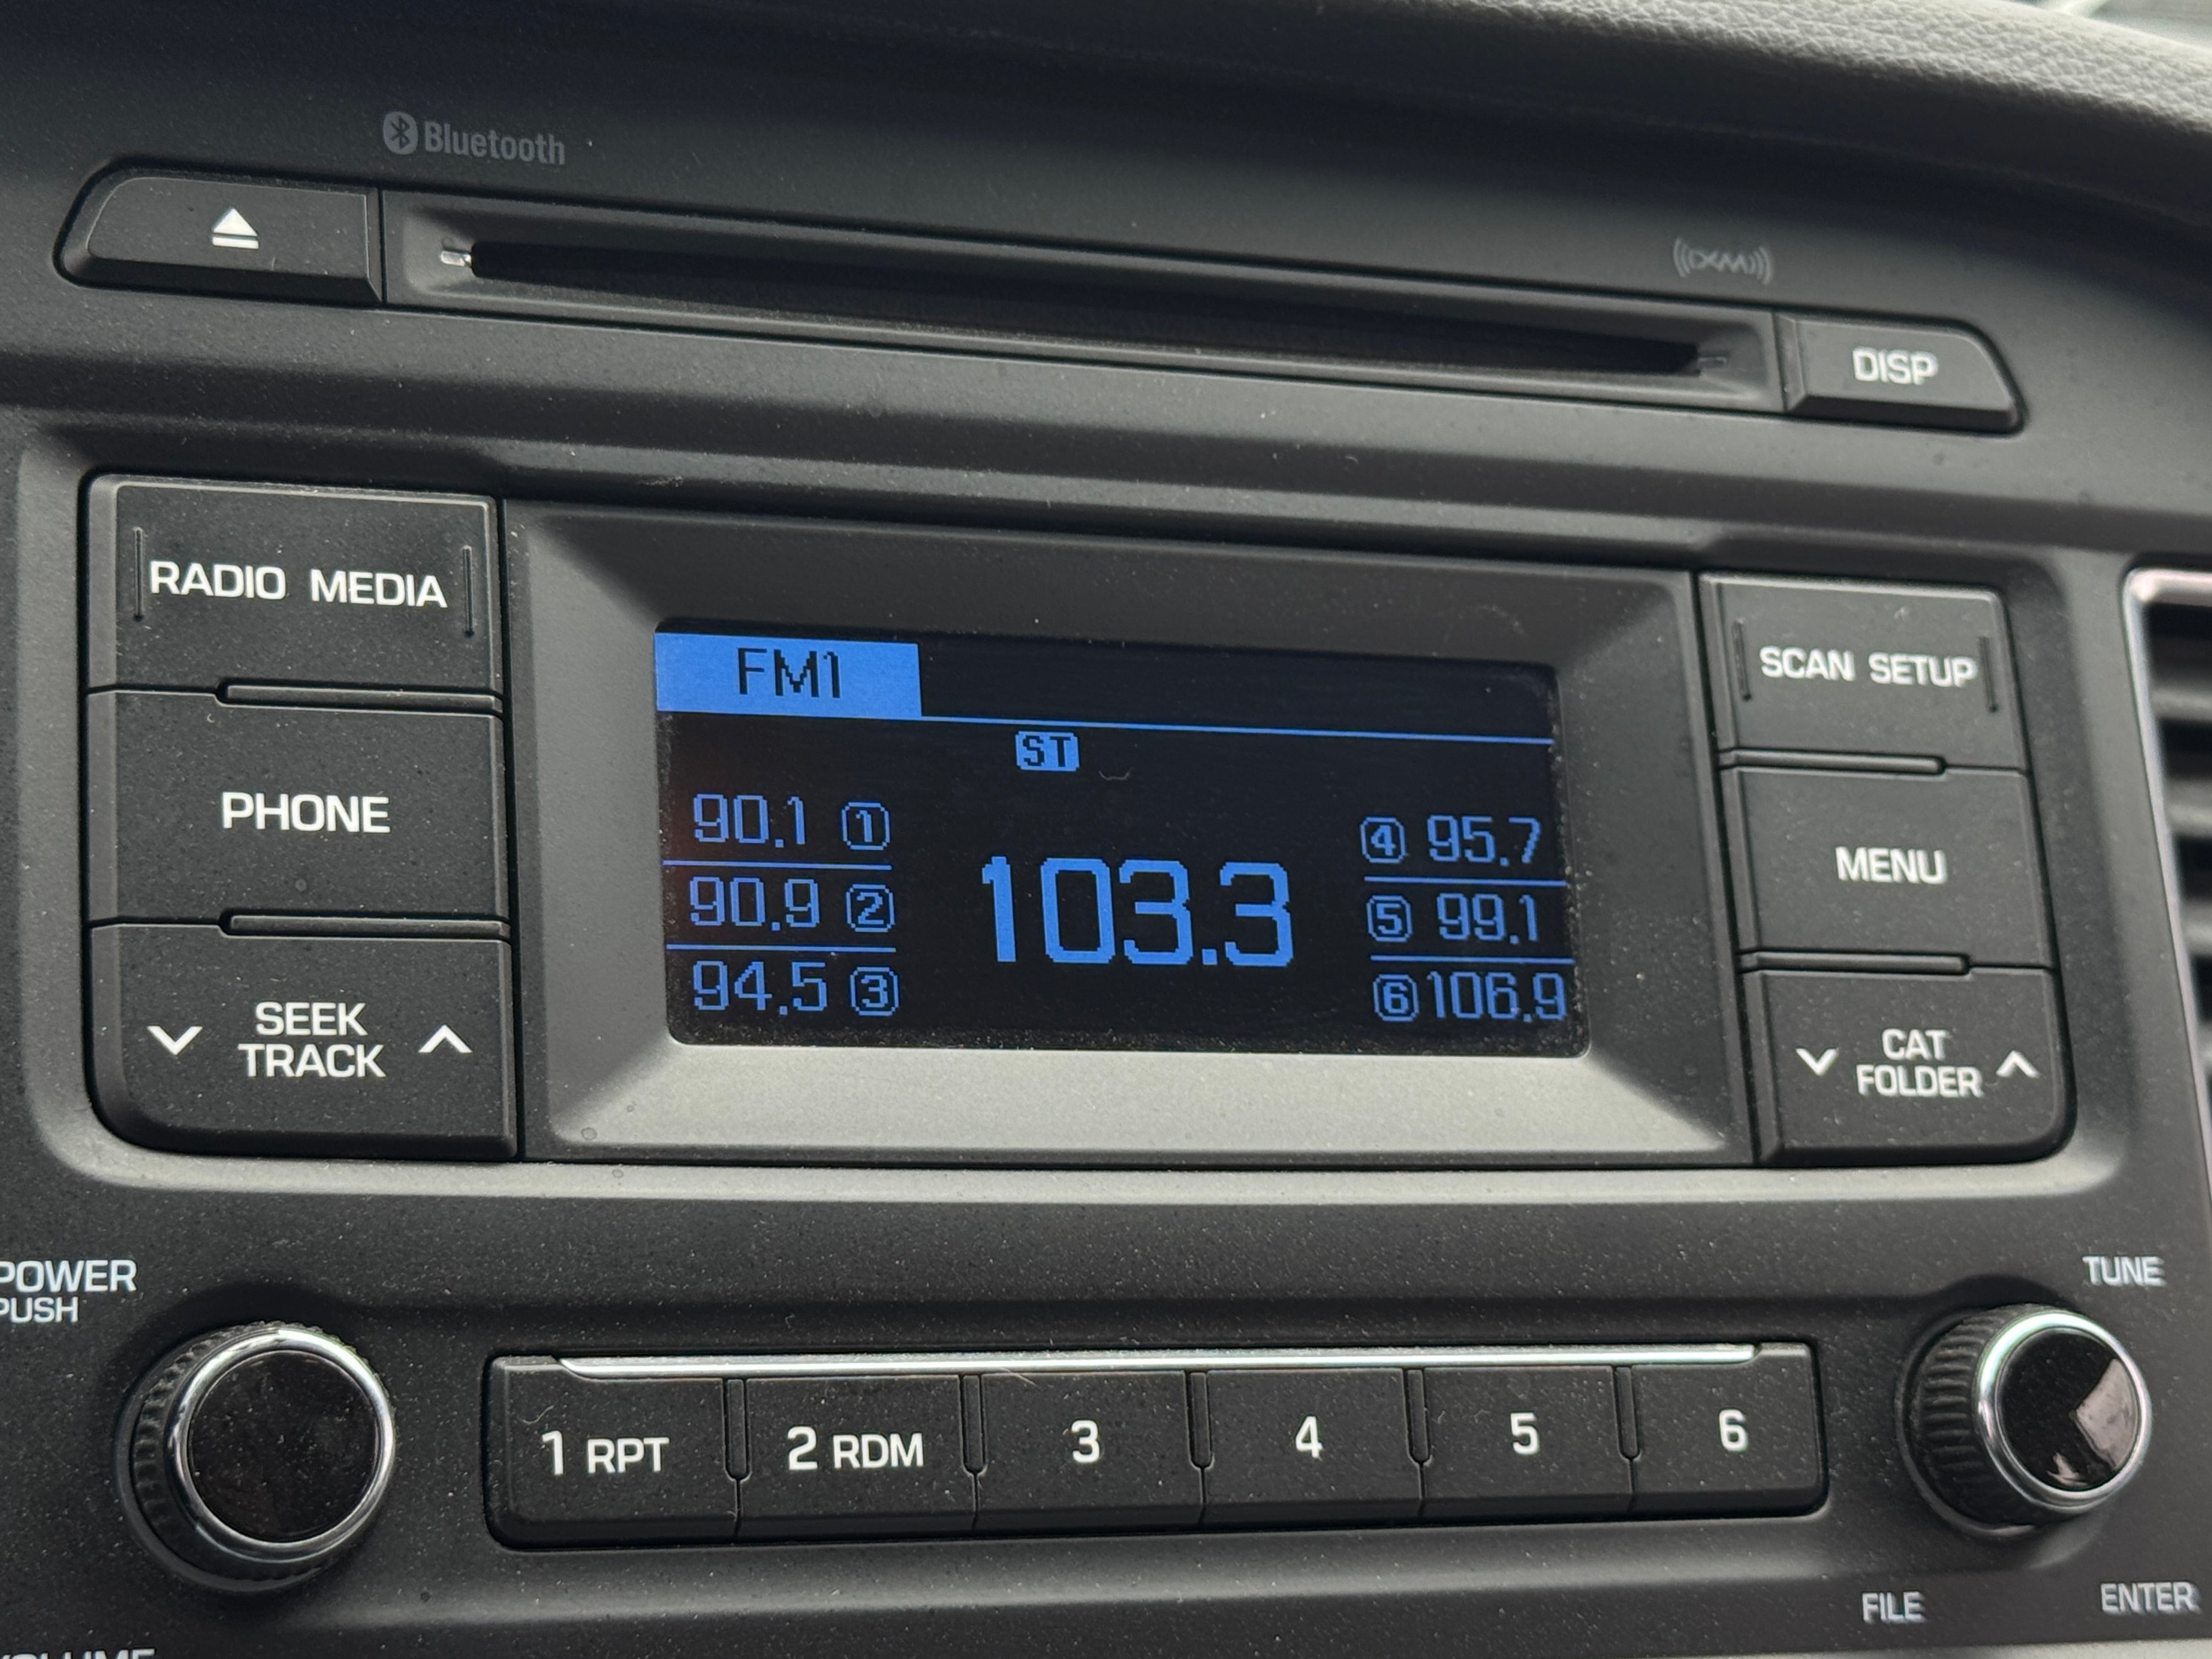 Bluetooth
XM
DISP
RADIO MEDIA
SCAN SETUP
FM1
ST
PHONE
MENU
90.1 ①
④ 95.7
90.9 ②
103.3
⑤ 99.1
94.5 ③
⑥ 106.9
SEEK
TRACK
CAT
FOLDER
POWER
PUSH
TUNE
1 RPT
2 RDM
3
4
5
6
FILE
ENTER
VOLUME